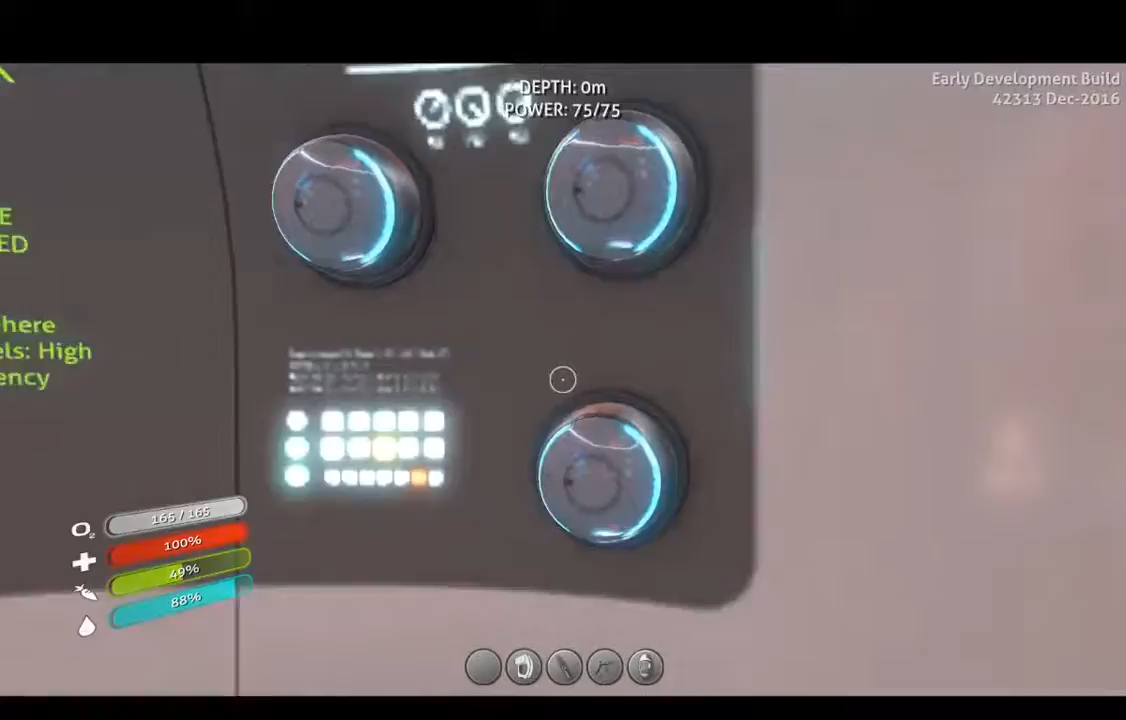 DEPTH: 0m
POWER: 75/75
Early Development Build
42313 Dec-2016
E
ED
here
els: High
ency
O₂ 165 / 165
100%
49%
88%